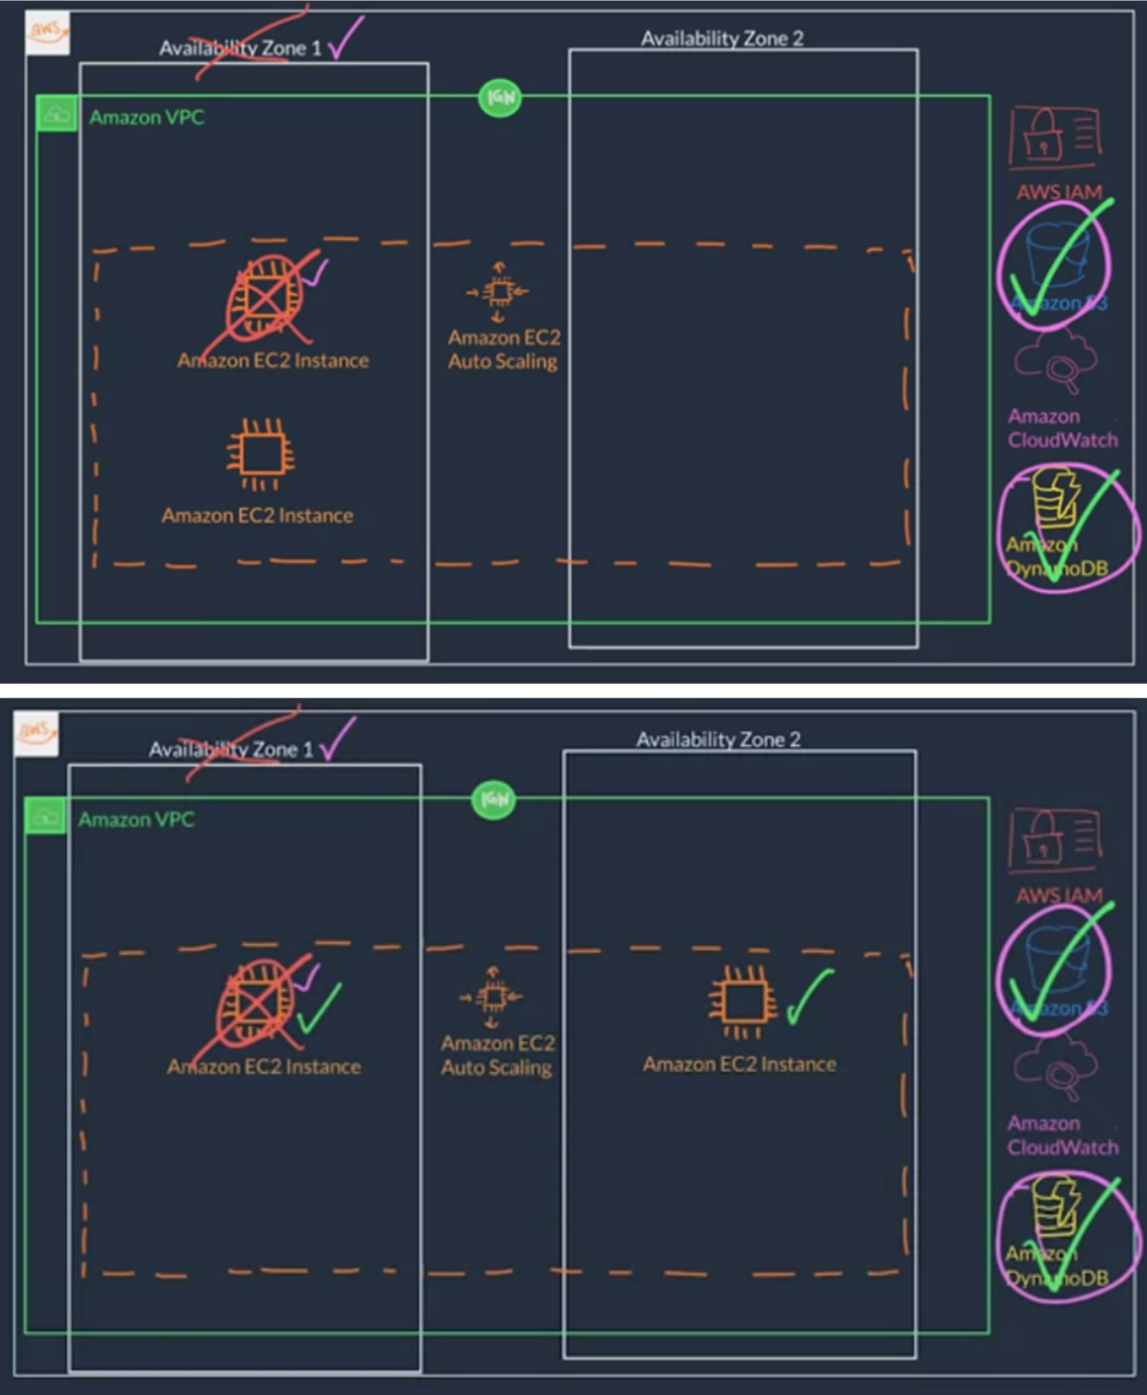 aws
Availability Zone 1
Availability Zone 2
IGW
Amazon VPC
AWS IAM
Amazon S3
Amazon EC2
Auto Scaling
Amazon EC2 Instance
Amazon
CloudWatch
Amazon EC2 Instance
Amazon
DynamoDB
aws
Availability Zone 1
Availability Zone 2
IGW
Amazon VPC
AWS IAM
Amazon S3
Amazon EC2
Auto Scaling
Amazon EC2 Instance
Amazon EC2 Instance
Amazon
CloudWatch
Amazon
DynamoDB